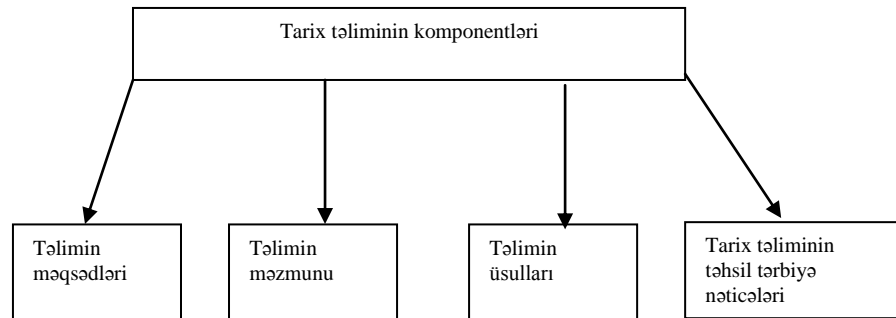 Tarix təliminin komponentləri
Təlimin
məqsədləri
Təlimin
məzmunu
Təlimin
üsulları
Tarix təliminin
təhsil tərbiyə
nəticələri